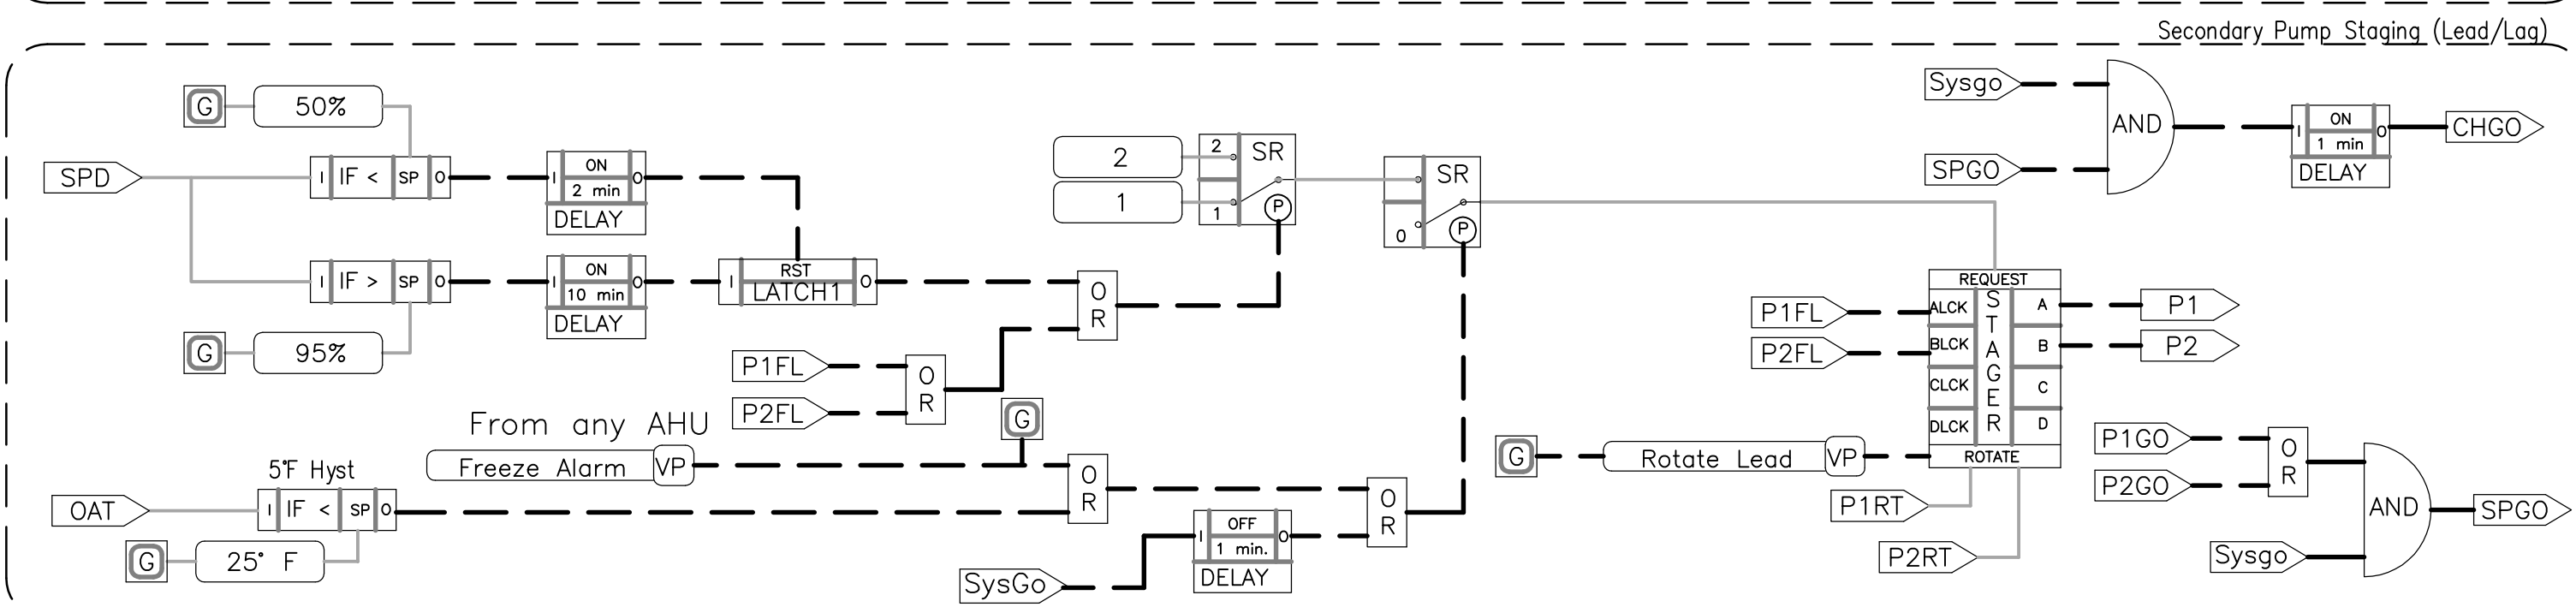 Secondary Pump Staging (Lead/Lag)
G 50%
SPD
I IF < SP O
I ON O
2 min
DELAY
I IF > SP O
I ON O
10 min
DELAY
G 95%
I RST O
LATCH1
O
R
P1FL
P2FL
O
R
2
1
2 SR
1 P
SR
0 P
From any AHU
Freeze Alarm VP
G
5°F Hyst
OAT
I IF < SP O
G 25° F
O
R
SysGo
I OFF O
1 min.
DELAY
O
R
Sysgo
SPGO
AND
I ON O
1 min
DELAY
CHGO
REQUEST
STAGER
P1FL ALCK A P1
P2FL BLCK B P2
CLCK C
DLCK D
ROTATE
G Rotate Lead VP
P1RT
P2RT
P1GO
P2GO
O
R
Sysgo
AND
SPGO